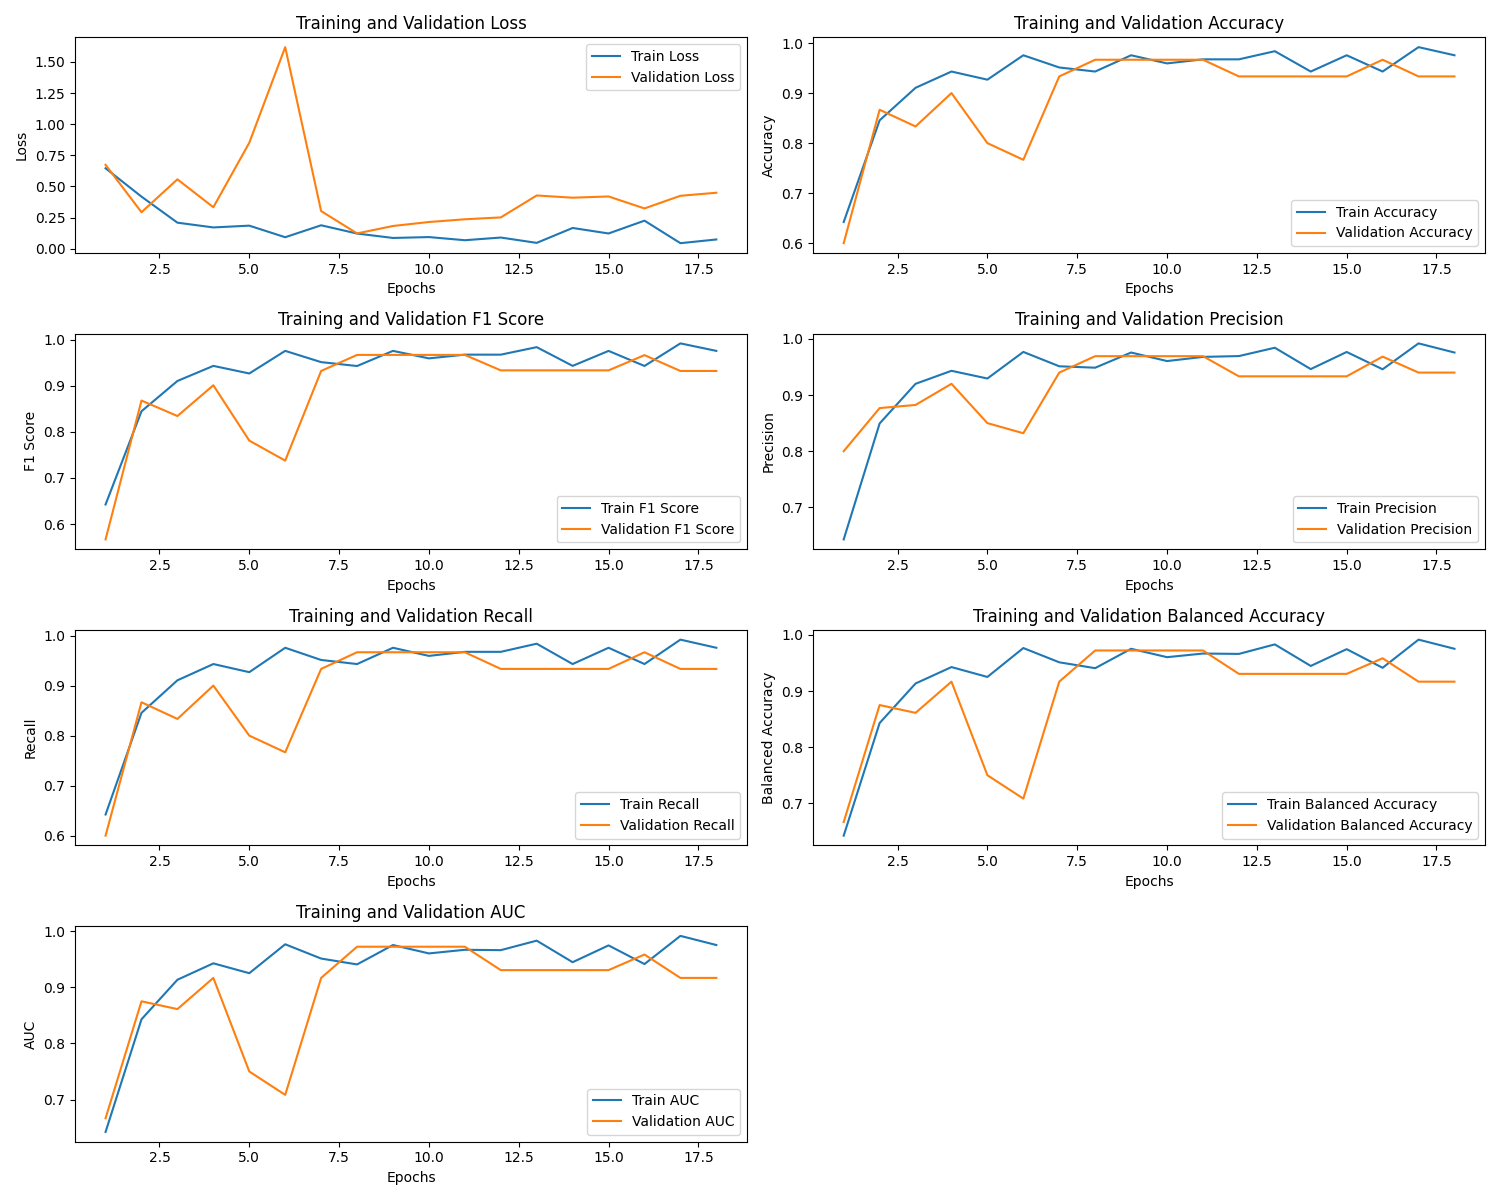 Training and Validation Loss
Loss
1.50
1.25
1.00
0.75
0.50
0.25
0.00
Train Loss
Validation Loss
2.5 5.0 7.5 10.0 12.5 15.0 17.5
Epochs
Training and Validation Accuracy
Accuracy
1.0
0.9
0.8
0.7
0.6
Train Accuracy
Validation Accuracy
2.5 5.0 7.5 10.0 12.5 15.0 17.5
Epochs
Training and Validation F1 Score
F1 Score
1.0
0.9
0.8
0.7
0.6
Train F1 Score
Validation F1 Score
2.5 5.0 7.5 10.0 12.5 15.0 17.5
Epochs
Training and Validation Precision
Precision
1.0
0.9
0.8
0.7
Train Precision
Validation Precision
2.5 5.0 7.5 10.0 12.5 15.0 17.5
Epochs
Training and Validation Recall
Recall
1.0
0.9
0.8
0.7
0.6
Train Recall
Validation Recall
2.5 5.0 7.5 10.0 12.5 15.0 17.5
Epochs
Training and Validation Balanced Accuracy
Balanced Accuracy
1.0
0.9
0.8
0.7
Train Balanced Accuracy
Validation Balanced Accuracy
2.5 5.0 7.5 10.0 12.5 15.0 17.5
Epochs
Training and Validation AUC
AUC
1.0
0.9
0.8
0.7
Train AUC
Validation AUC
2.5 5.0 7.5 10.0 12.5 15.0 17.5
Epochs